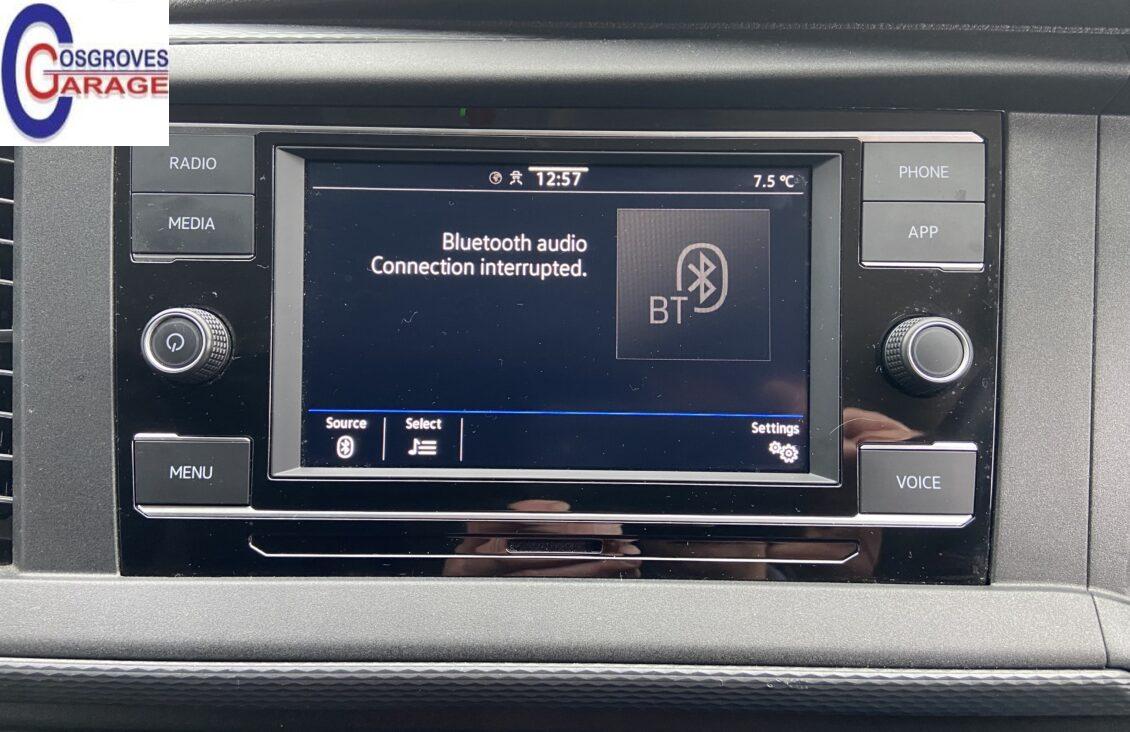 COSGROVES
GARAGE
RADIO
MEDIA
MENU
12:57
7.5 °C
Bluetooth audio
Connection interrupted.
BT
Source
Select
Settings
PHONE
APP
VOICE